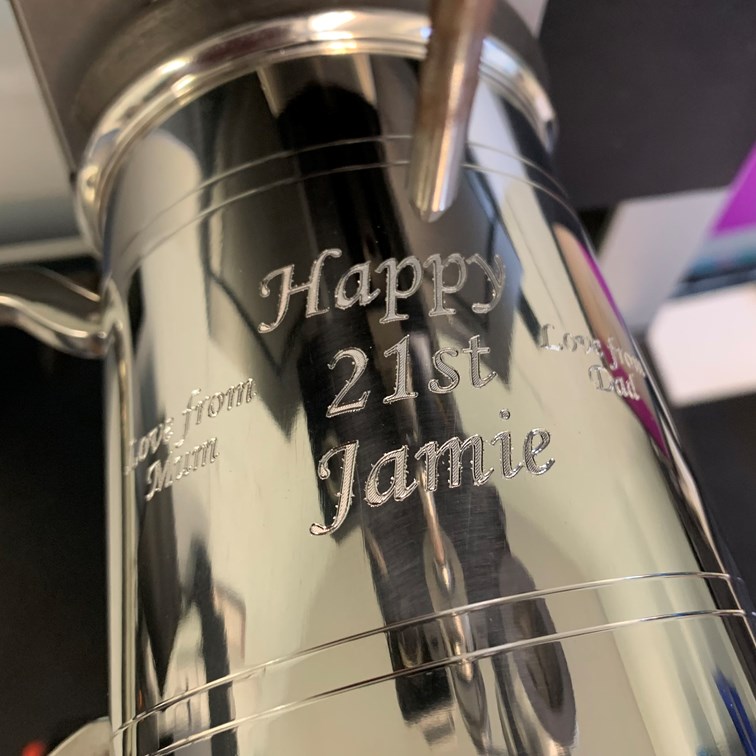 Happy
21st
Jamie
Love from
Mum
Love from
Dad